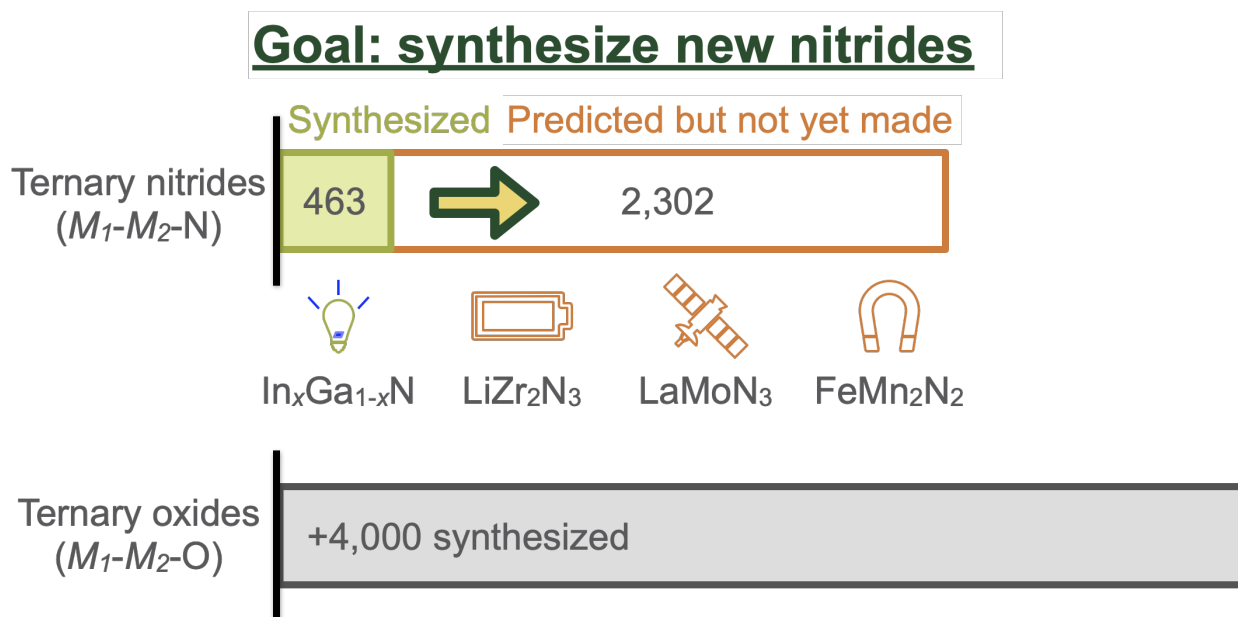 Goal: synthesize new nitrides
Synthesized Predicted but not yet made
Ternary nitrides
(M₁-M₂-N)
463
2,302
InₓGa₁₋ₓN
LiZr₂N₃
LaMoN₃
FeMn₂N₂
Ternary oxides
(M₁-M₂-O)
+4,000 synthesized